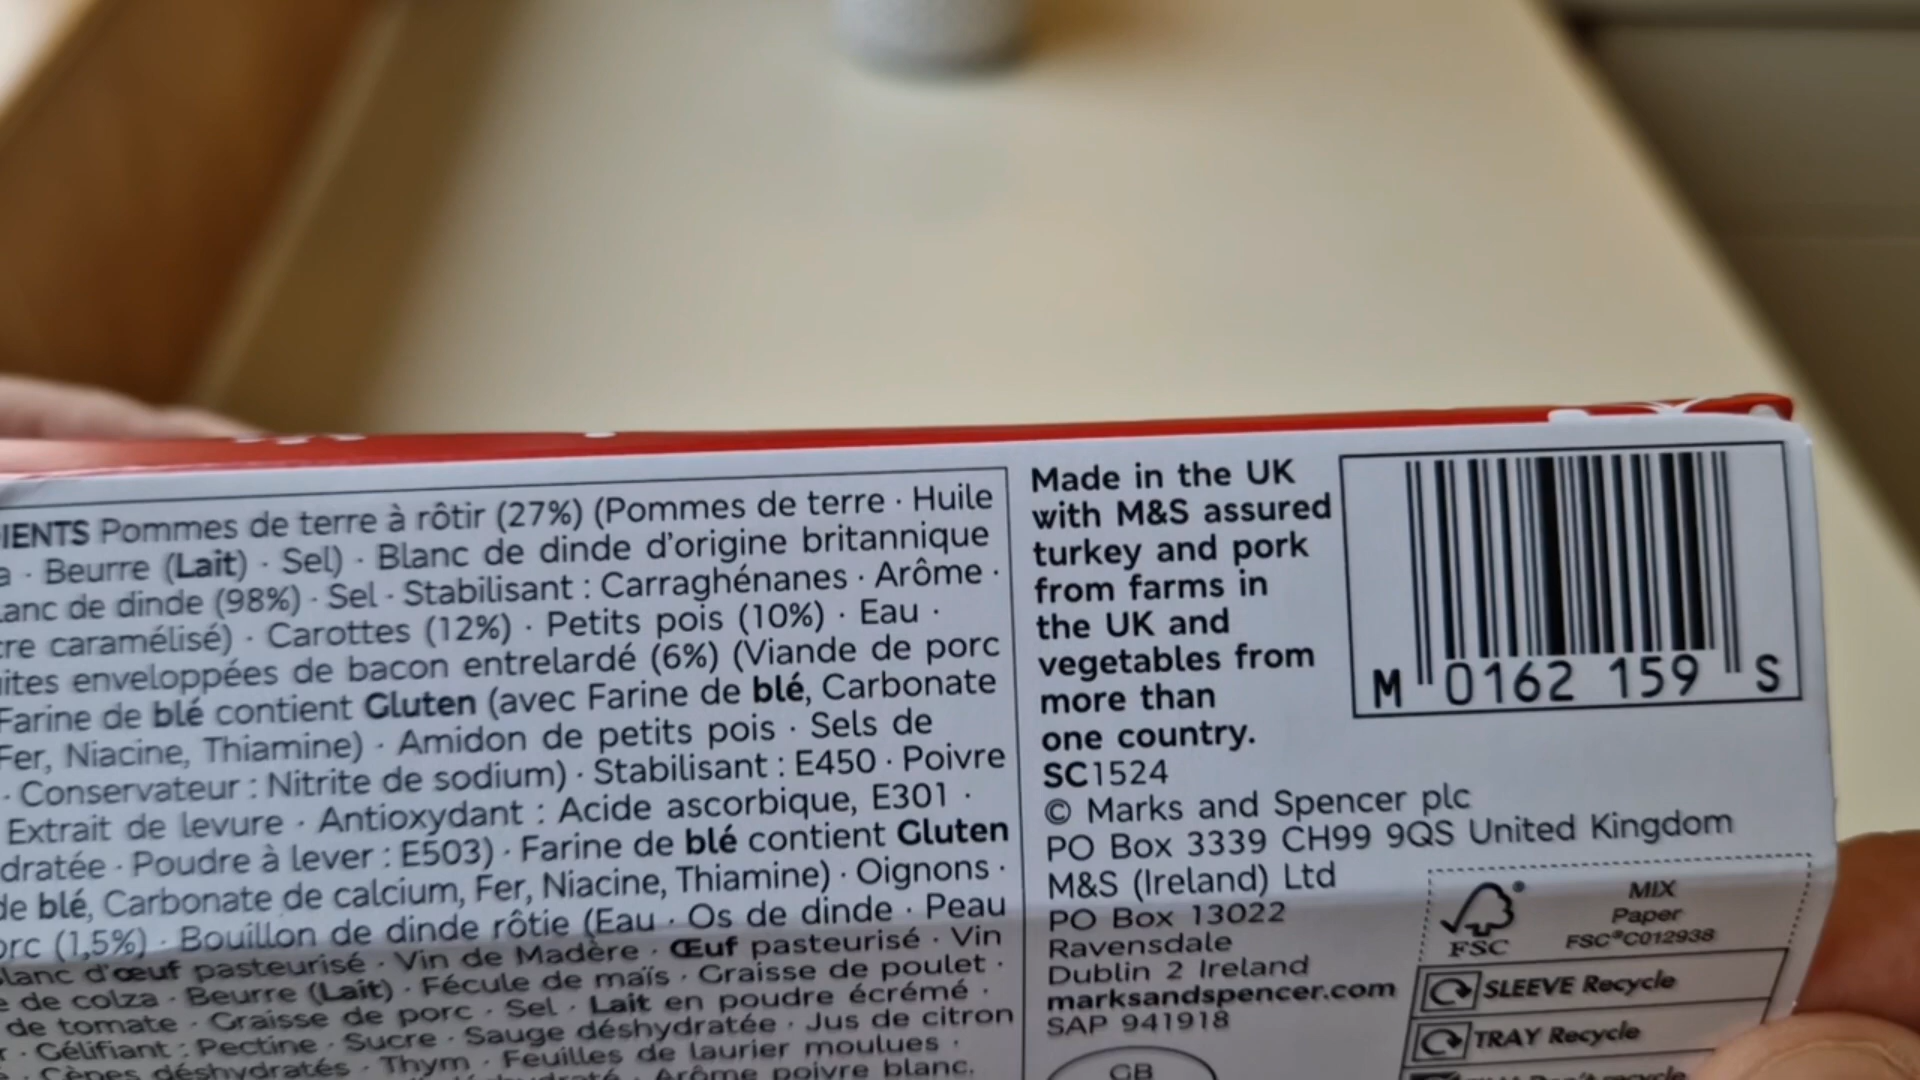 IENTS Pommes de terre à rôtir (27%) (Pommes de terre · Huile
· Beurre (Lait) · Sel) · Blanc de dinde d'origine britannique
lanc de dinde (98%) · Sel · Stabilisant : Carraghénanes · Arôme ·
cre caramélisé) · Carottes (12%) · Petits pois (10%) · Eau ·
uites enveloppées de bacon entrelardé (6%) (Viande de porc
Farine de blé contient Gluten (avec Farine de blé, Carbonate
Fer, Niacine, Thiamine) · Amidon de petits pois · Sels de
· Conservateur : Nitrite de sodium) · Stabilisant : E450 · Poivre
Extrait de levure · Antioxydant : Acide ascorbique, E301 ·
dratée · Poudre à lever : E503) · Farine de blé contient Gluten
de blé, Carbonate de calcium, Fer, Niacine, Thiamine) · Oignons ·
orc (1,5%) · Bouillon de dinde rôtie (Eau · Os de dinde · Peau
lanc d'œuf pasteurisé · Vin de Madère · Œuf pasteurisé · Vin
e de colza · Beurre (Lait) · Fécule de maïs · Graisse de poulet ·
de tomate · Graisse de porc · Sel · Lait en poudre écrémé ·
r · Gélifiant : Pectine · Sucre · Sauge déshydratée · Jus de citron
· Cèpes déshydratés · Thym · Feuilles de laurier moulues ·
Arôme poivre blanc.
Made in the UK
with M&S assured
turkey and pork
from farms in
the UK and
vegetables from
more than
one country.
SC1524
© Marks and Spencer plc
PO Box 3339 CH99 9QS United Kingdom
M&S (Ireland) Ltd
PO Box 13022
Ravensdale
Dublin 2 Ireland
marksandspencer.com
SAP 941918
GB
M 0162 159 S
FSC
MIX
Paper
FSC®C012938
SLEEVE Recycle
TRAY Recycle